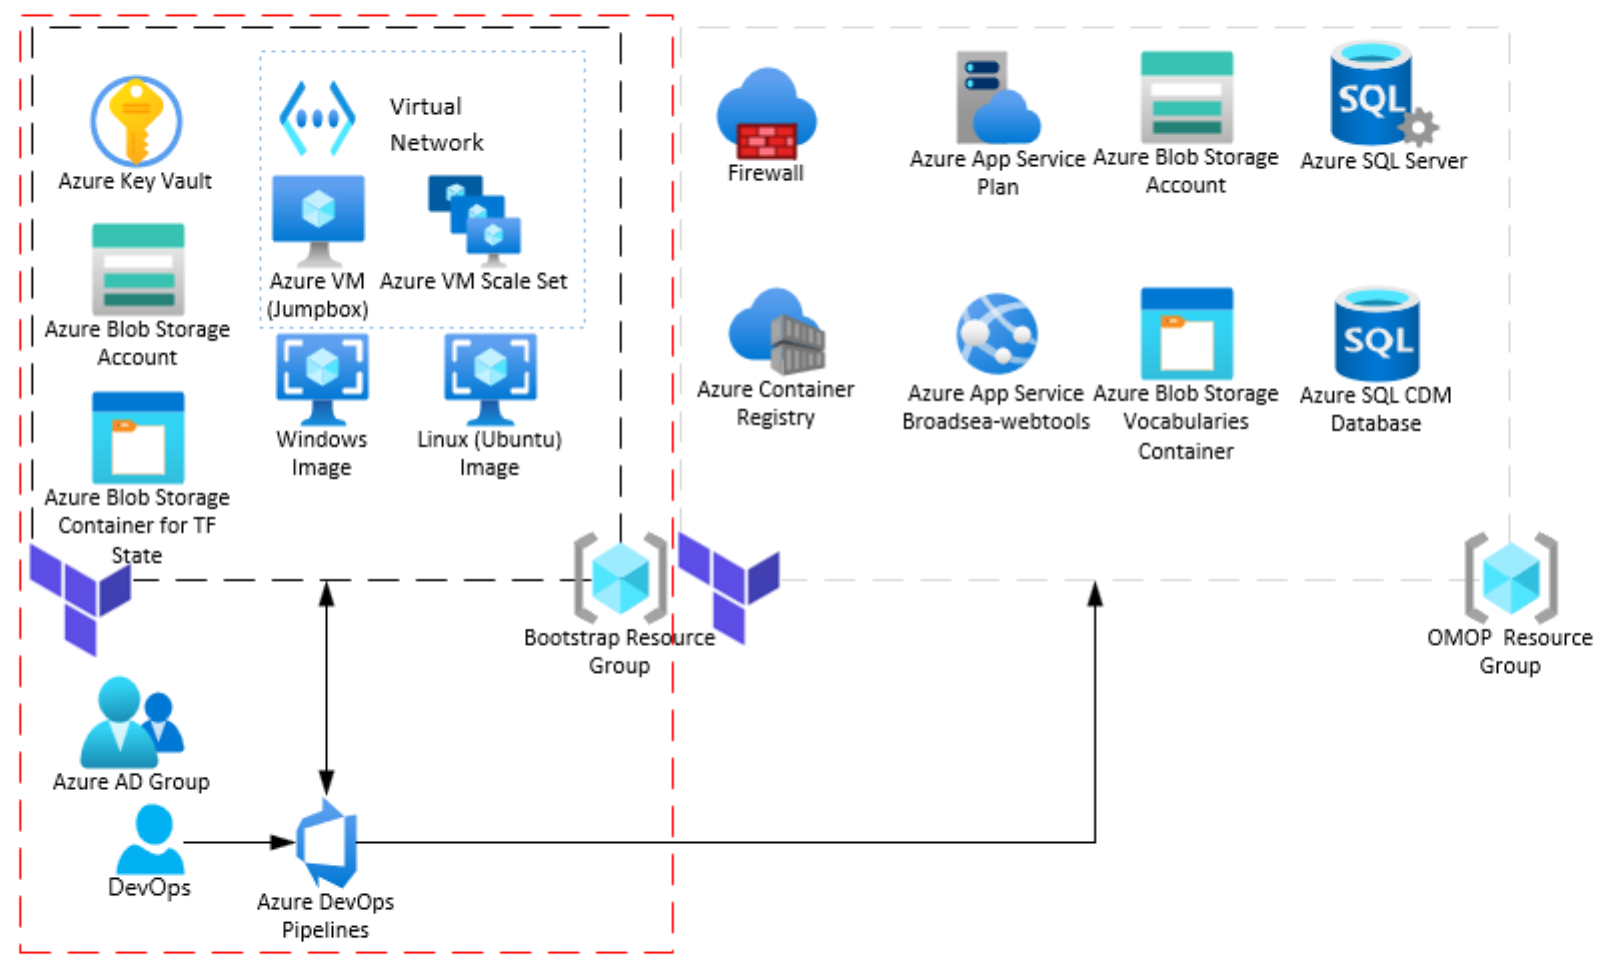 Azure Key Vault
Virtual
Network
Azure VM
(Jumpbox)
Azure VM Scale Set
Azure Blob Storage
Account
Windows
Image
Linux (Ubuntu)
Image
Azure Blob Storage
Container for TF
State
Bootstrap Resource
Group
Azure AD Group
DevOps
Azure DevOps
Pipelines
Firewall
Azure App Service
Plan
Azure Blob Storage
Account
SQL
Azure SQL Server
Azure Container
Registry
Azure App Service
Broadsea-webtools
Azure Blob Storage
Vocabularies
Container
SQL
Azure SQL CDM
Database
OMOP  Resource
Group